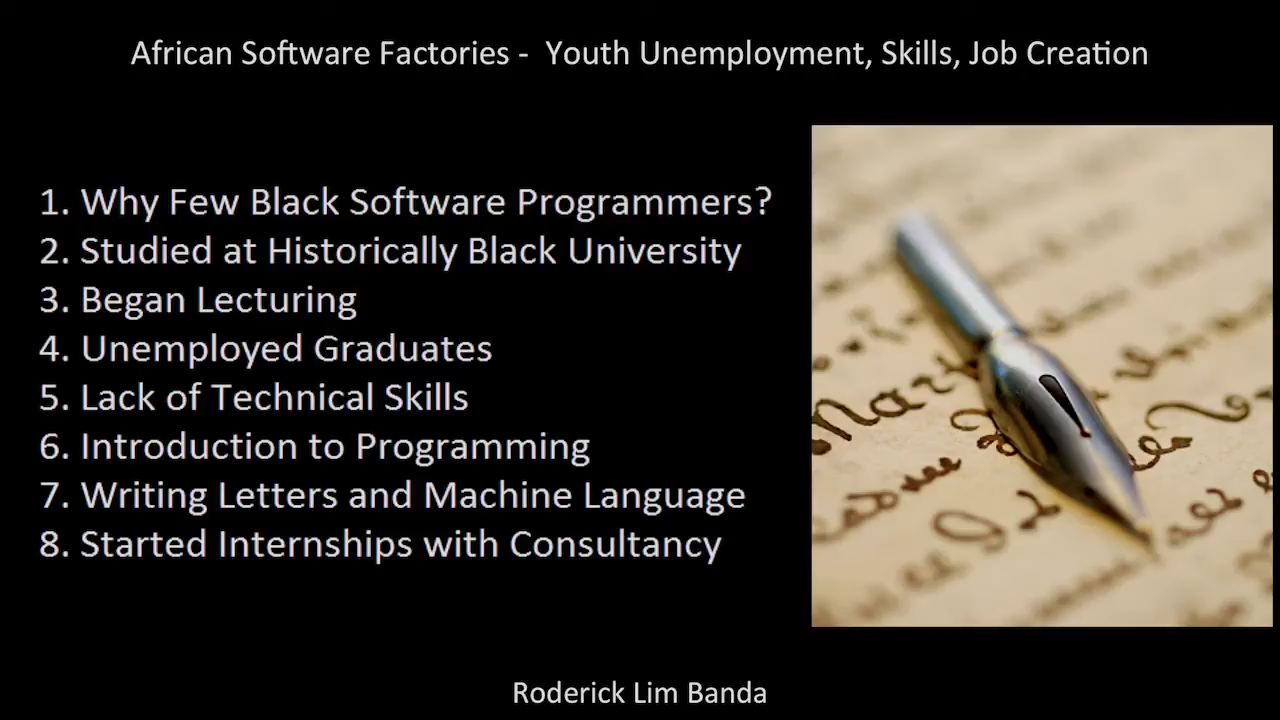 African Software Factories -  Youth Unemployment, Skills, Job Creation
1. Why Few Black Software Programmers?
2. Studied at Historically Black University
3. Began Lecturing
4. Unemployed Graduates
5. Lack of Technical Skills
6. Introduction to Programming
7. Writing Letters and Machine Language
8. Started Internships with Consultancy
Roderick Lim Banda